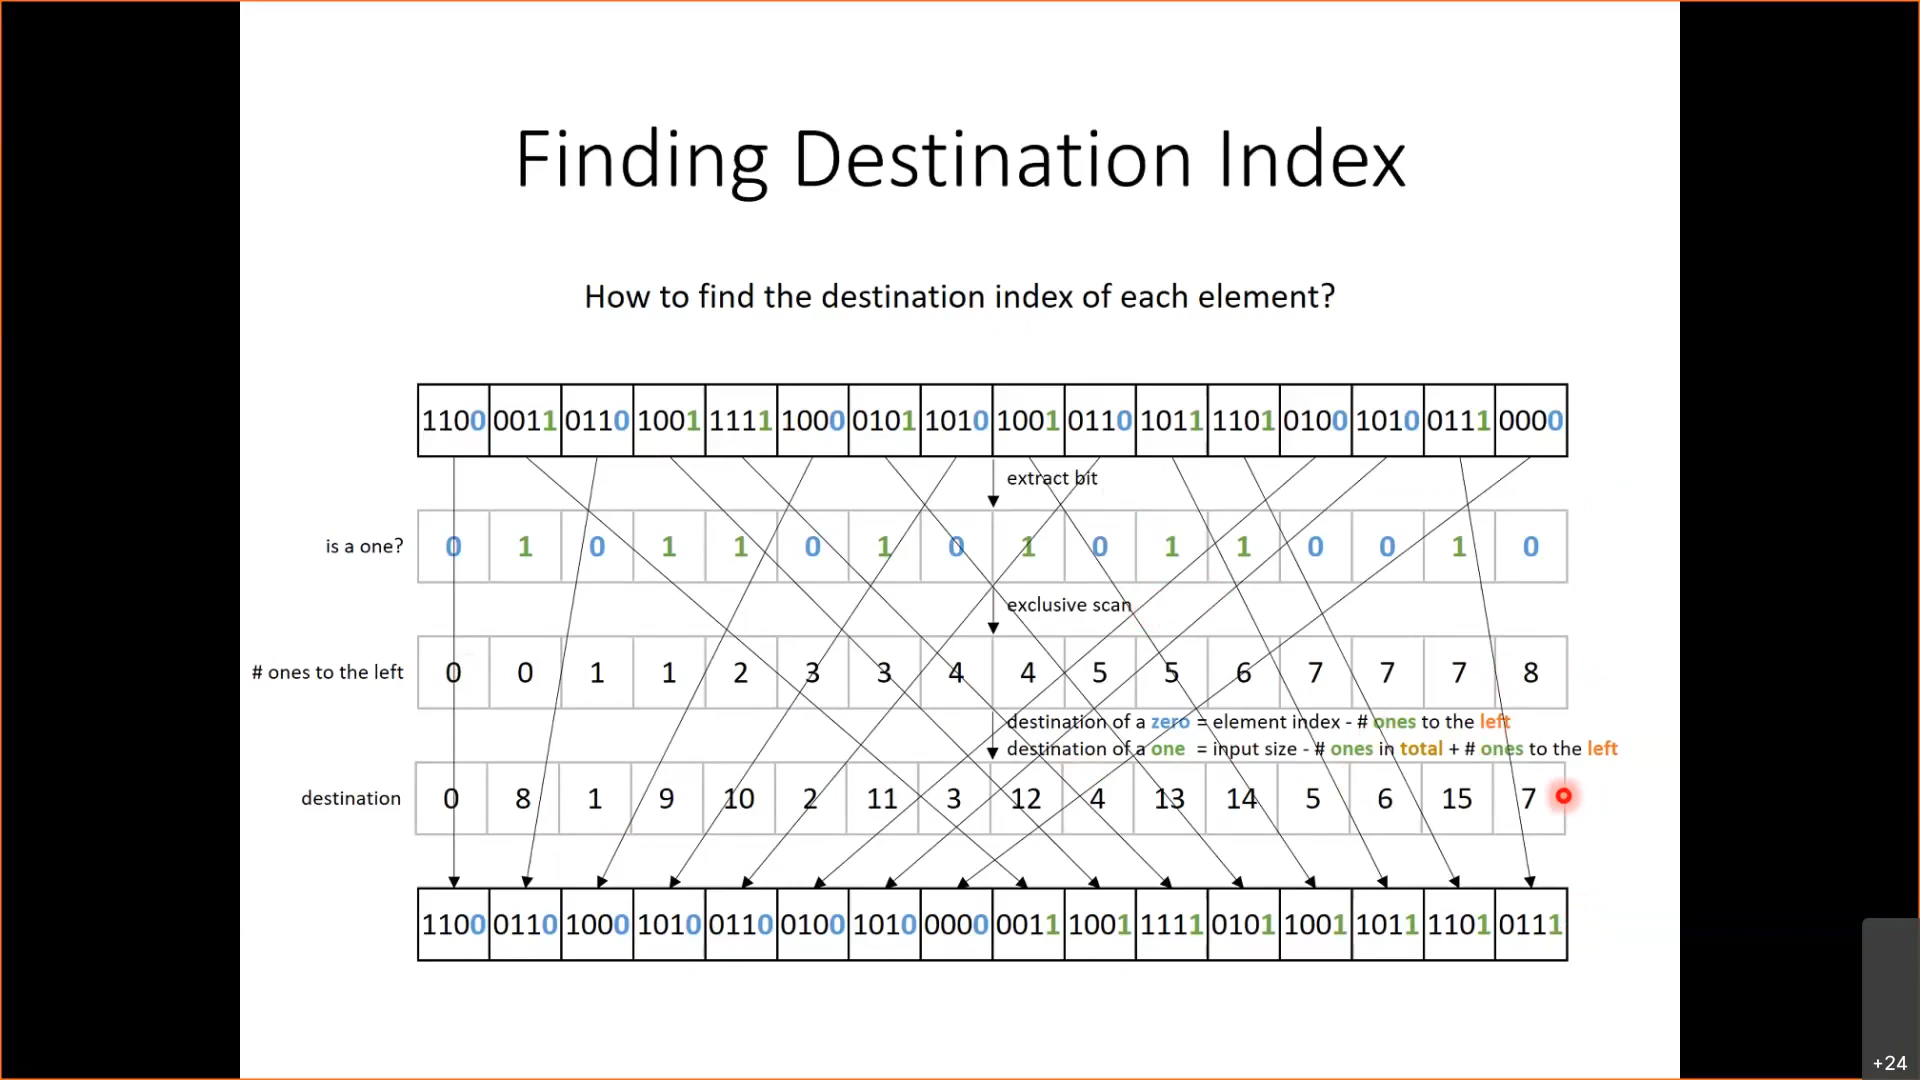 Finding Destination Index
How to find the destination index of each element?
1100 0011 0110 1001 1111 1000 0101 1010 1001 0110 1011 1101 0100 1010 0111 0000
extract bit
is a one? 0 1 0 1 1 0 1 0 1 0 1 1 0 0 1 0
exclusive scan
# ones to the left 0 0 1 1 2 3 3 4 4 5 5 6 7 7 7 8
destination of a zero = element index - # ones to the left
destination of a one = input size - # ones in total + # ones to the left
destination 0 8 1 9 10 2 11 3 12 4 13 14 5 6 15 7
1100 0110 1000 1010 0110 0100 1010 0000 0011 1001 1111 0101 1001 1011 1101 0111
+24